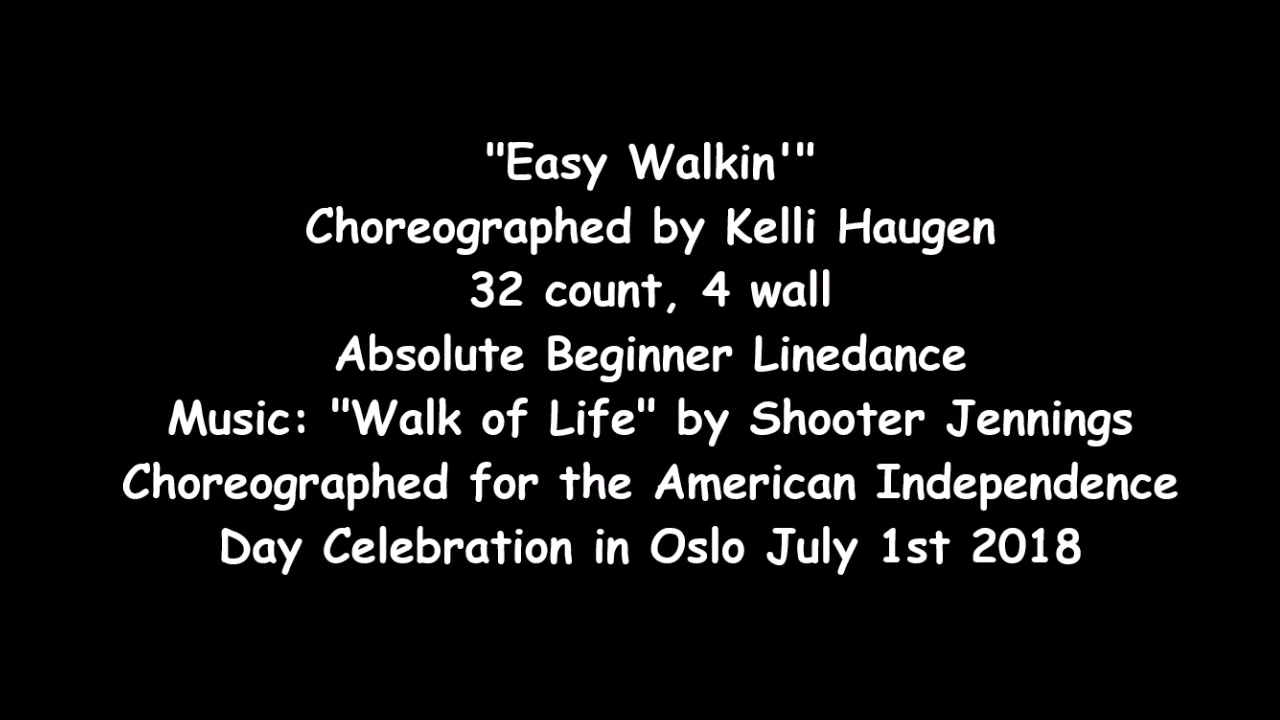 "Easy Walkin'"
Choreographed by Kelli Haugen
32 count, 4 wall
Absolute Beginner Linedance
Music: "Walk of Life" by Shooter Jennings
Choreographed for the American Independence
Day Celebration in Oslo July 1st 2018